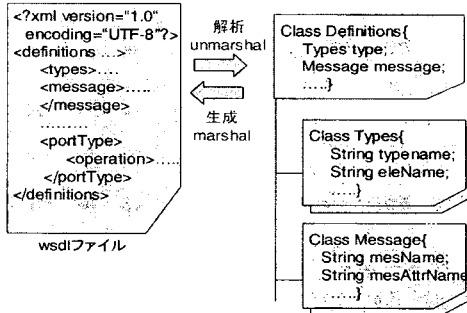 <?xml version="1.0"
encoding="UTF-8"?>
<definitions ...>
<types>....
<message>.....
</message>
.........
<portType>
<operation>.....
</portType>
</definitions>
wsdlファイル
解析
unmarshal
生成
marshal
Class Definitions{
Types type;
Message message;
.....}
Class Types{
String typename;
String eleName;
.....}
Class Message{
String mesName;
String mesAttrName
.....}